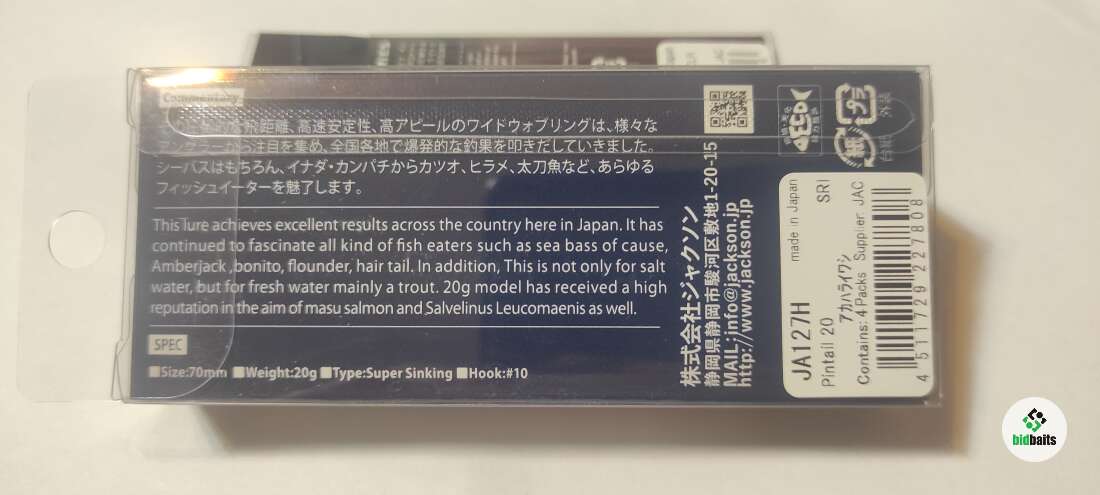 Commentary
飛距離、高速安定性、高アピールのワイドウォブリングは、様々な
アングラーから注目を集め、全国各地で爆発的な釣果を叩きだしていきました。
シーバスはもちろん、イナダ・カンパチからカツオ、ヒラメ、太刀魚など、あらゆる
フィッシュイーターを魅了します。
This lure achieves excellent results across the country here in Japan. It has
continued to fascinate all kind of fish eaters such as sea bass of cause,
Amberjack ,bonito, flounder, hair tail. In addition, This is not only for salt
water, but for fresh water mainly a trout. 20g model has received a high
reputation in the aim of masu salmon and Salvelinus Leucomaenis as well.
SPEC
■Size:70mm ■Weight:20g ■Type:Super Sinking ■Hook:#10
株式会社ジャクソン
静岡県静岡市駿河区敷地1-20-15
MAIL:info@jackson.jp
http://www.jackson.jp
ECO
プラ
外装
紙
台紙
JA127H
made in Japan
Pintail 20 SRI
アカハライワシ
Contains: 4 Packs Supplier: JAC
4 511729 227808
JAC
bidbaits